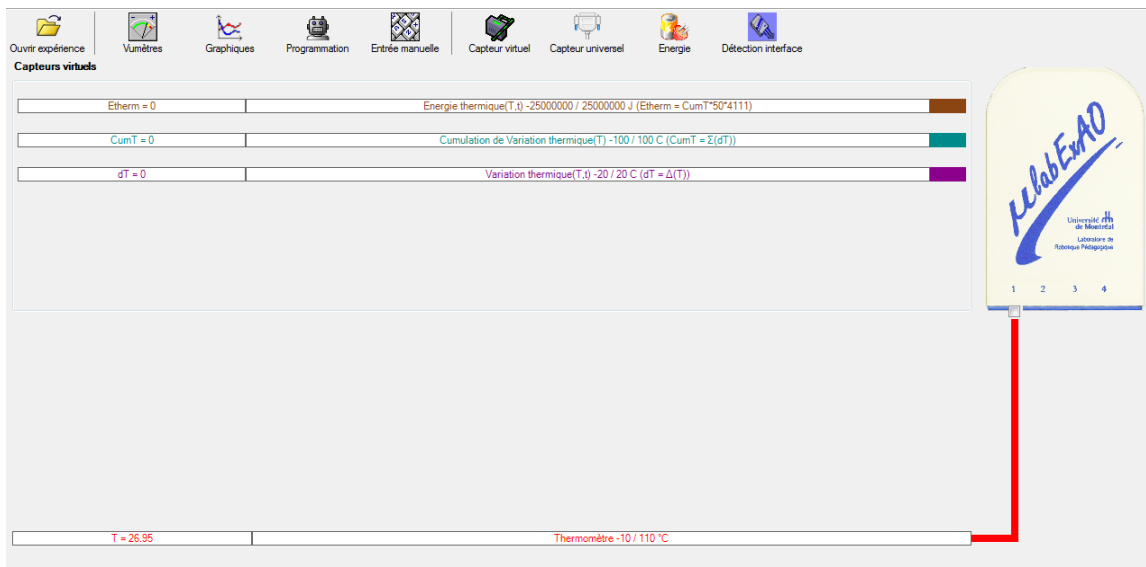 Ouvrir expérience
Vumètres
Graphiques
Programmation
Entrée manuelle
Capteur virtuel
Capteur universel
Energie
Détection interface
Capteurs virtuels
Etherm = 0
Energie thermique(T,t) -25000000 / 25000000 J (Etherm = CumT*50*4111)
CumT = 0
Cumulation de Variation thermique(T) -100 / 100 C (CumT = Σ(dT))
dT = 0
Variation thermique(T,t) -20 / 20 C (dT = Δ(T))
µlabExAO
Université
de Montréal
Laboratoire de
Robotique Pédagogique
1 2 3 4
T = 26.95
Thermomètre -10 / 110 °C